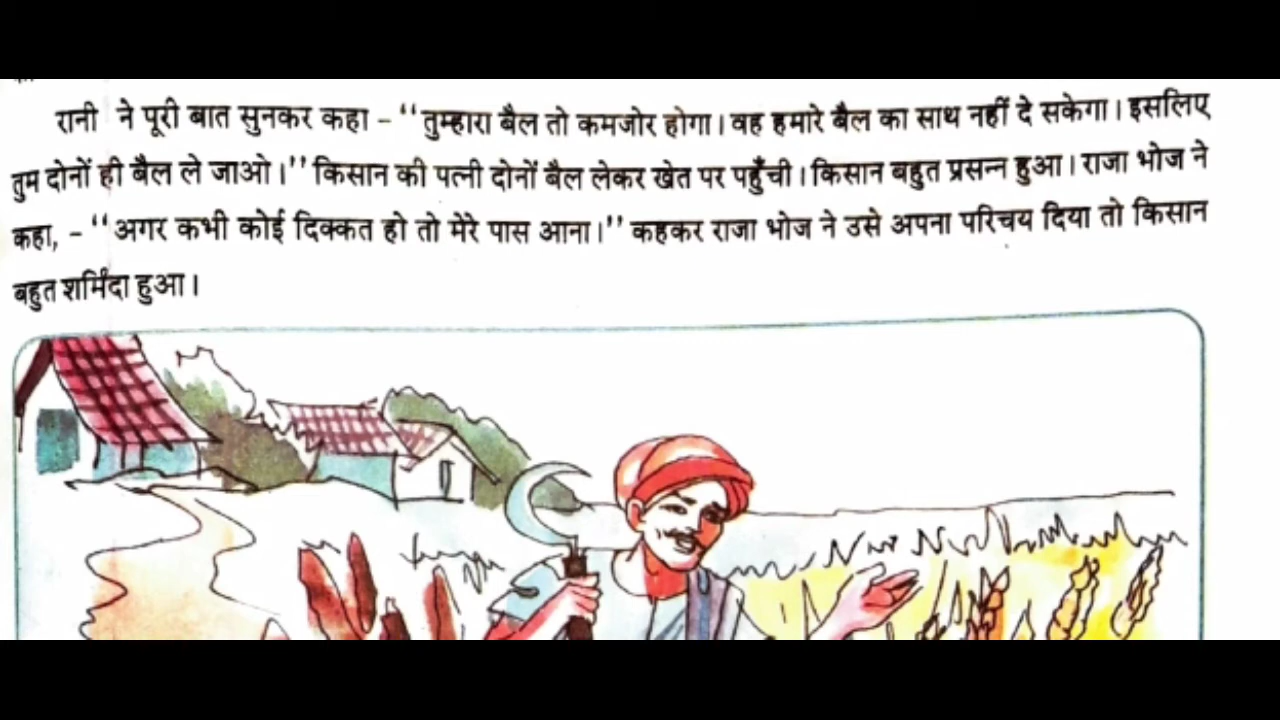 रानी ने पूरी बात सुनकर कहा – ‘‘तुम्हारा बैल तो कमजोर होगा। वह हमारे बैल का साथ नहीं दे सकेगा। इसलिए
तुम दोनों ही बैल ले जाओ।’’ किसान की पत्नी दोनों बैल लेकर खेत पर पहुँची। किसान बहुत प्रसन्न हुआ। राजा भोज ने
कहा, – ‘‘अगर कभी कोई दिक्कत हो तो मेरे पास आना।’’ कहकर राजा भोज ने उसे अपना परिचय दिया तो किसान
बहुत शर्मिंदा हुआ।